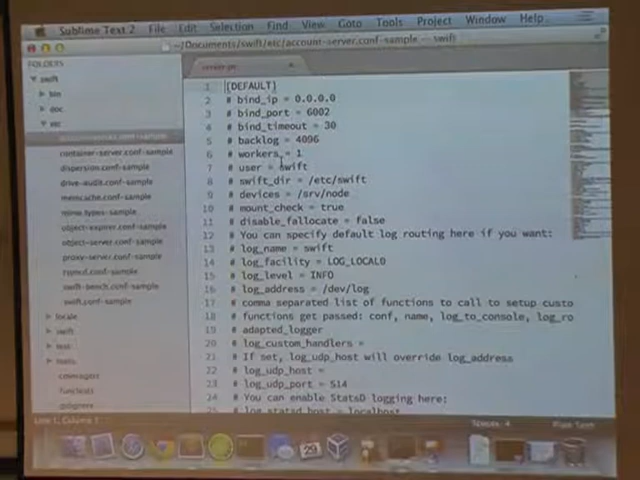 Sublime Text 2 File Edit Selection Find View Goto Tools Project Window Help
~/Documents/swift/etc/account-server.conf-sample — swift
FOLDERS
swift
bin
doc
etc
container-server.conf-sample
dispersion.conf-sample
drive-audit.conf-sample
memcache.conf-sample
mime.types-sample
object-expirer.conf-sample
object-server.conf-sample
proxy-server.conf-sample
rsyncd.conf-sample
swift-bench.conf-sample
swift.conf-sample
locale
swift
test
tools
functests
1 [DEFAULT]
2 # bind_ip = 0.0.0.0
3 # bind_port = 6002
4 # bind_timeout = 30
5 # backlog = 4096
6 # workers = 1
7 # user = swift
8 # swift_dir = /etc/swift
9 # devices = /srv/node
10 # mount_check = true
11 # disable_fallocate = false
12 # You can specify default log routing here if you want:
13 # log_name = swift
14 # log_facility = LOG_LOCAL0
15 # log_level = INFO
16 # log_address = /dev/log
17 # comma separated list of functions to call to setup custo
18 # functions get passed: conf, name, log_to_console, log_ro
19 # adapted_logger
20 # log_custom_handlers =
21 # If set, log_udp_host will override log_address
22 # log_udp_host =
23 # log_udp_port = 514
24 # You can enable StatsD logging here:
25 # log_statsd_host = localhost
Line 1, Column 1 Spaces: 4 Plain Text
29